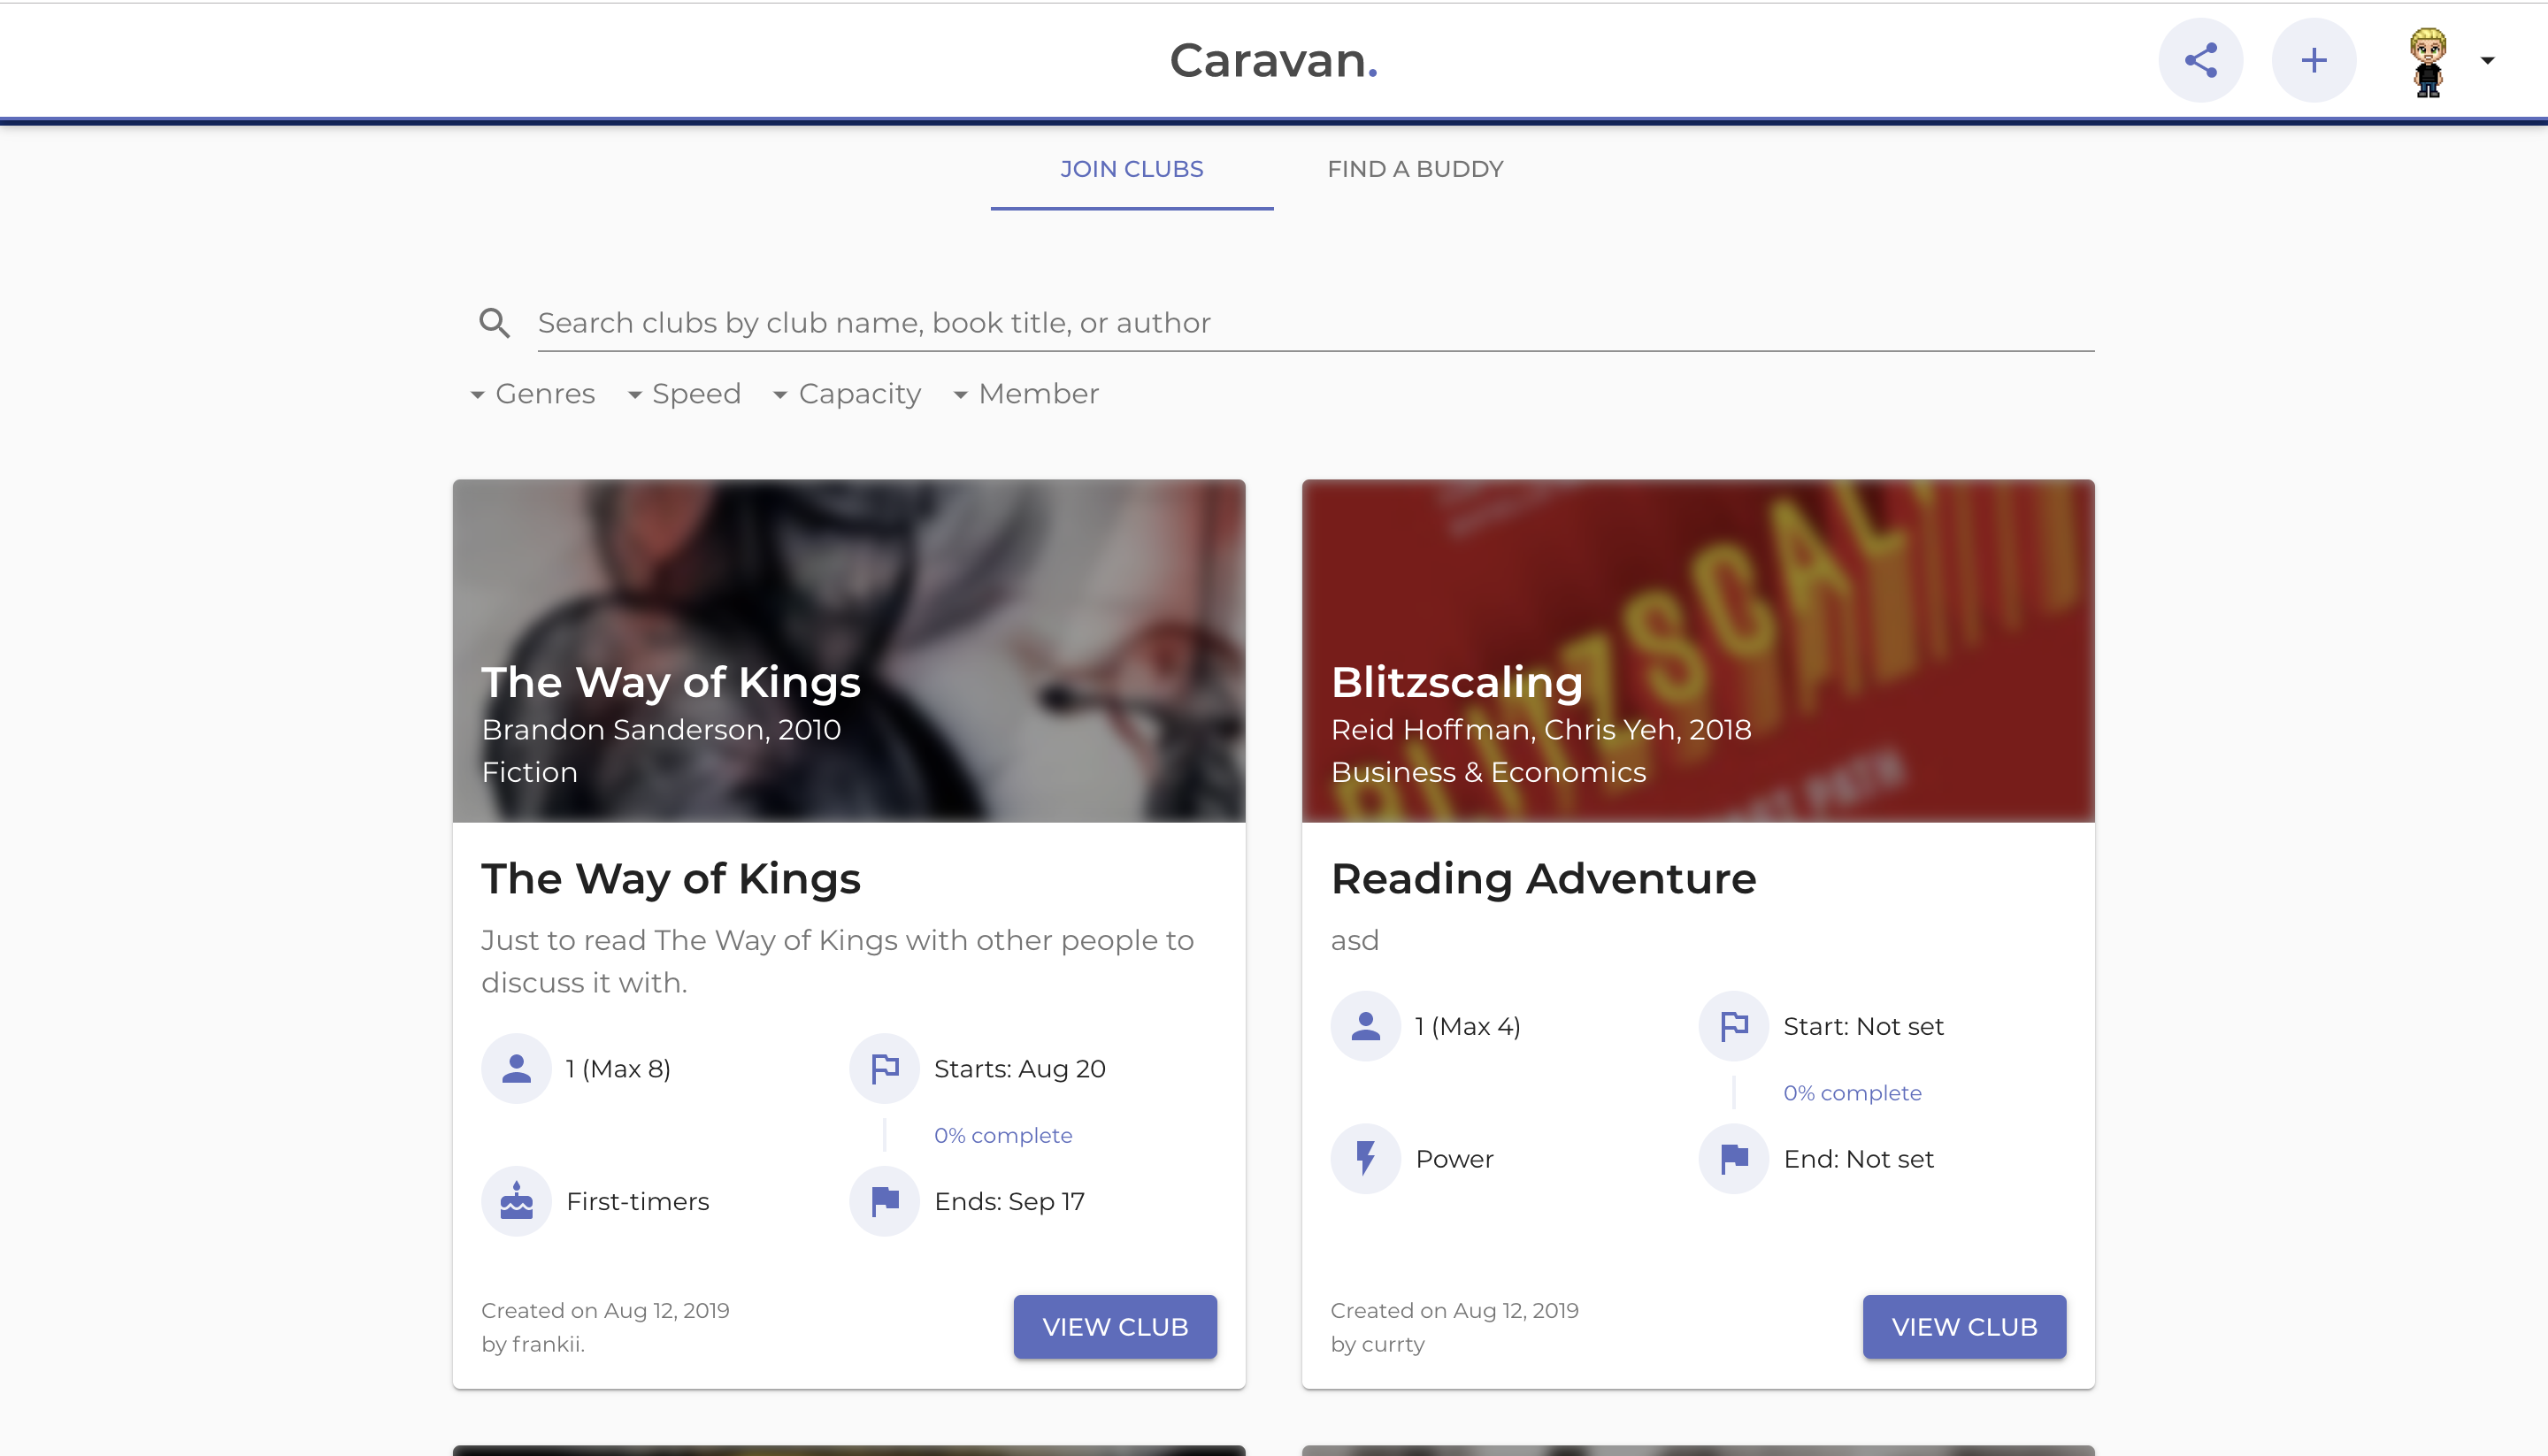 Caravan.
JOIN CLUBS
FIND A BUDDY
Search clubs by club name, book title, or author
Genres
Speed
Capacity
Member
The Way of Kings
Brandon Sanderson, 2010
Fiction
The Way of Kings
Just to read The Way of Kings with other people to
discuss it with.
1 (Max 8)
Starts: Aug 20
0% complete
First-timers
Ends: Sep 17
Created on Aug 12, 2019
by frankii.
VIEW CLUB
BLITZSCAL
Blitzscaling
Reid Hoffman, Chris Yeh, 2018
Business & Economics
PATH
Reading Adventure
asd
1 (Max 4)
Start: Not set
0% complete
Power
End: Not set
Created on Aug 12, 2019
by currty
VIEW CLUB